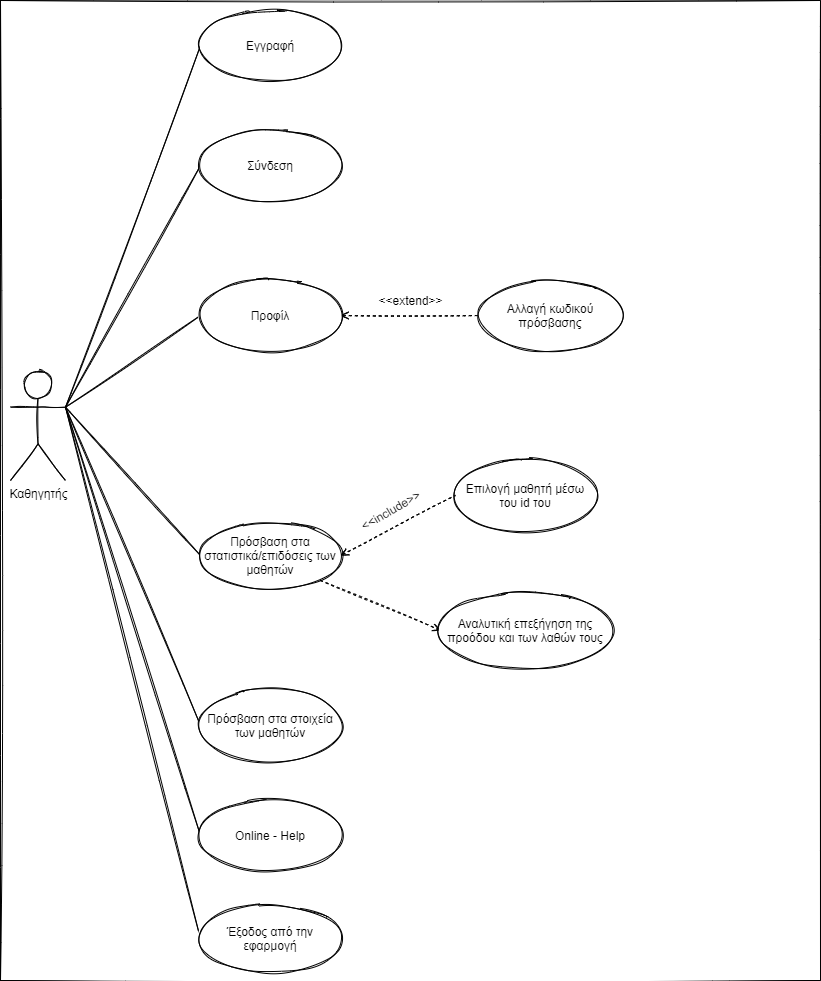 Εγγραφή
Σύνδεση
Προφίλ
<<extend>>
Αλλαγή κωδικού
πρόσβασης
Καθηγητής
Πρόσβαση στα
στατιστικά/επιδόσεις των
μαθητών
<<include>>
Επιλογή μαθητή μέσω
του id του
Αναλυτική επεξήγηση της
προόδου και των λαθών τους
Πρόσβαση στα στοιχεία
των μαθητών
Online - Help
Έξοδος από την
εφαρμογή